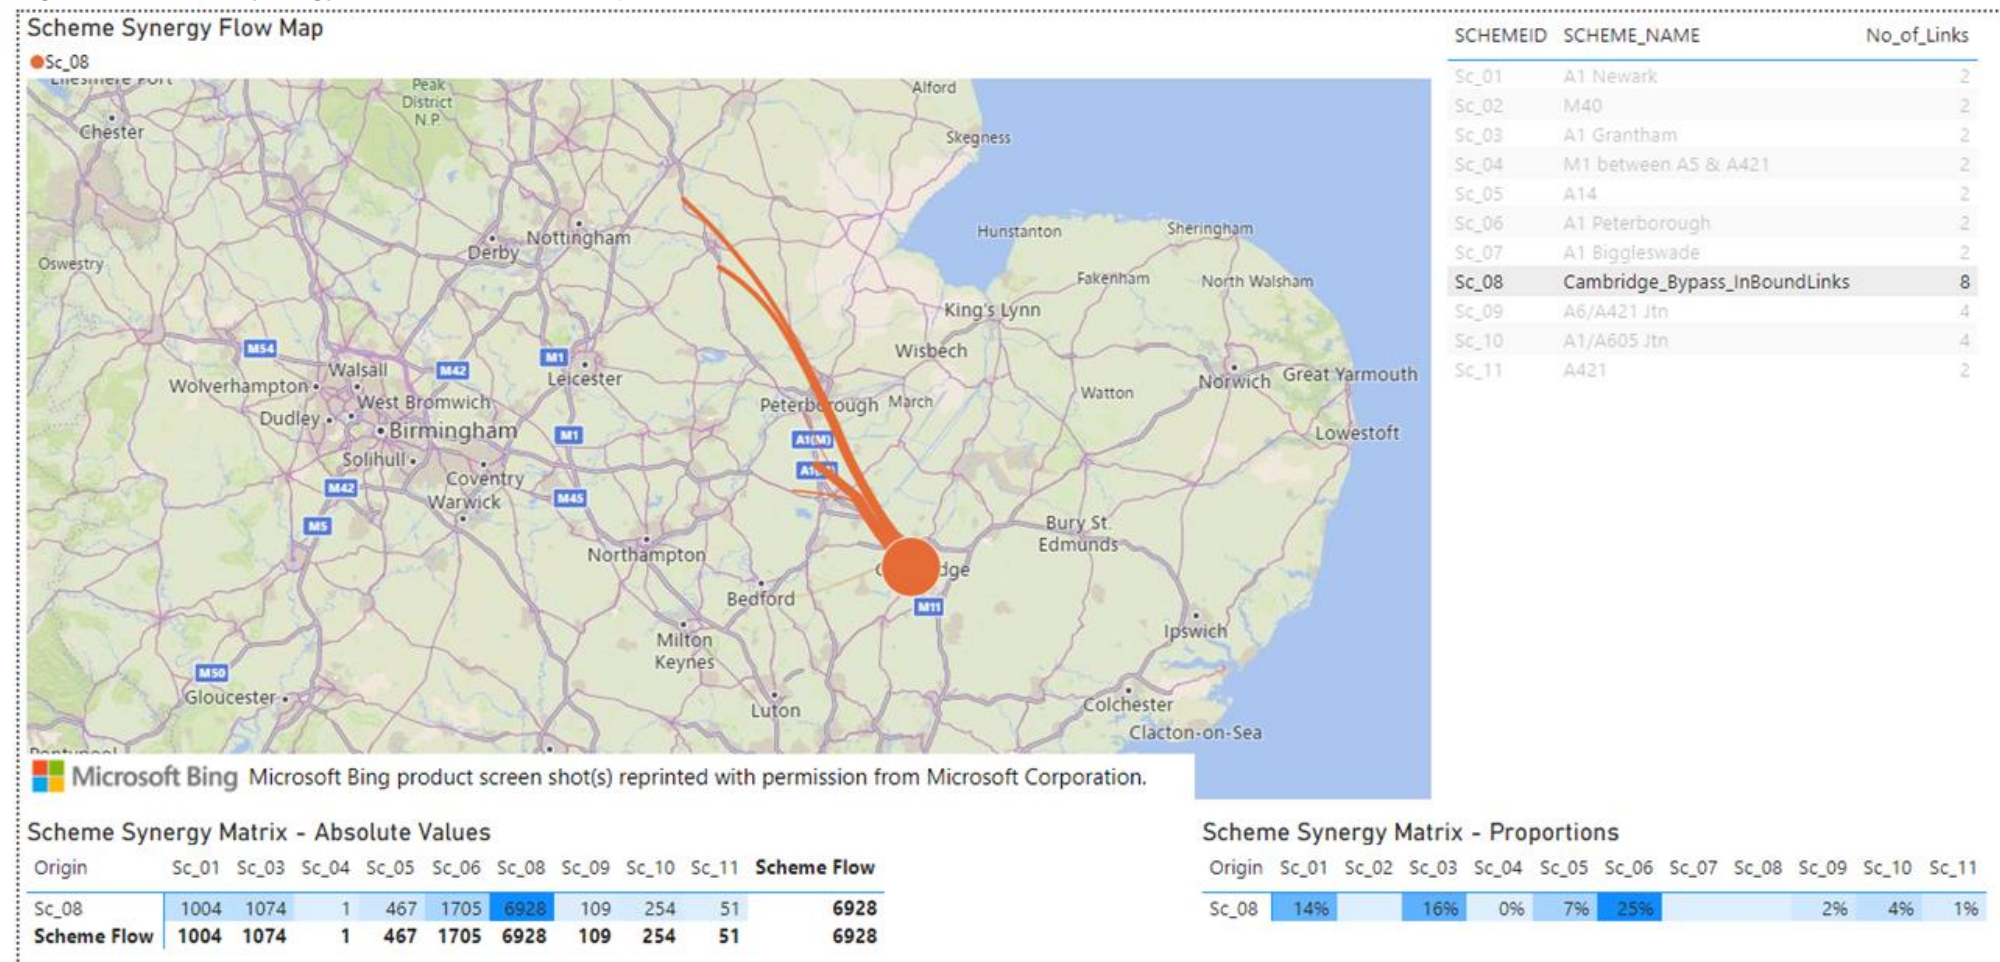 Scheme Synergy Flow Map
Sc_08
Chester
Peak
District
N.P.
Alford
Skegness
Oswestry
Derby
Nottingham
Hunstanton
Sheringham
Fakenham
North Walsham
King's Lynn
M54
Walsall
M42
M1
Leicester
Wisbech
Wolverhampton
West Bromwich
Peterborough
March
Watton
Norwich
Great Yarmouth
Dudley
Birmingham
M1
A1(M)
Lowestoft
Solihull
Coventry
M42
Warwick
M45
M5
Bury St.
Edmunds
Northampton
Bedford
M11
Milton
Keynes
Ipswich
M50
Gloucester
Luton
Colchester
Clacton-on-Sea
Microsoft Bing Microsoft Bing product screen shot(s) reprinted with permission from Microsoft Corporation.
SCHEMEID SCHEME_NAME No_of_Links
Sc_01 A1 Newark 2
Sc_02 M40 2
Sc_03 A1 Grantham 2
Sc_04 M1 between A5 & A421 2
Sc_05 A14 2
Sc_06 A1 Peterborough 2
Sc_07 A1 Biggleswade 2
Sc_08 Cambridge_Bypass_InBoundLinks 8
Sc_09 A6/A421 Jtn 4
Sc_10 A1/A605 Jtn 4
Sc_11 A421 2
Scheme Synergy Matrix - Absolute Values
Origin Sc_01 Sc_03 Sc_04 Sc_05 Sc_06 Sc_08 Sc_09 Sc_10 Sc_11 Scheme Flow
Sc_08 1004 1074 1 467 1705 6928 109 254 51 6928
Scheme Flow 1004 1074 1 467 1705 6928 109 254 51 6928
Scheme Synergy Matrix - Proportions
Origin Sc_01 Sc_02 Sc_03 Sc_04 Sc_05 Sc_06 Sc_07 Sc_08 Sc_09 Sc_10 Sc_11
Sc_08 14% 16% 0% 7% 25% 2% 4% 1%